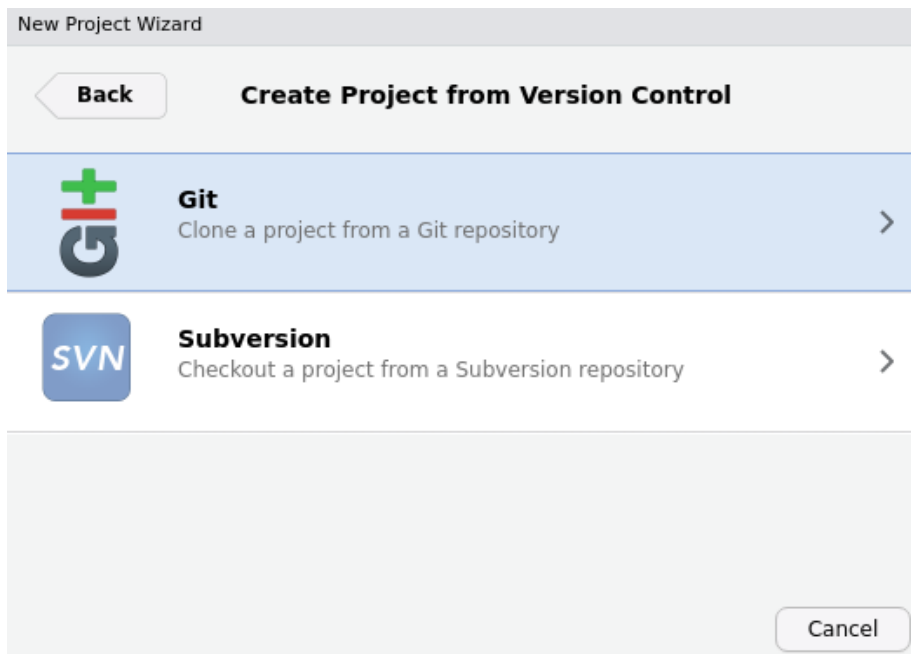 New Project Wizard
Back
Create Project from Version Control
Git
Git
Clone a project from a Git repository
SVN
Subversion
Checkout a project from a Subversion repository
Cancel